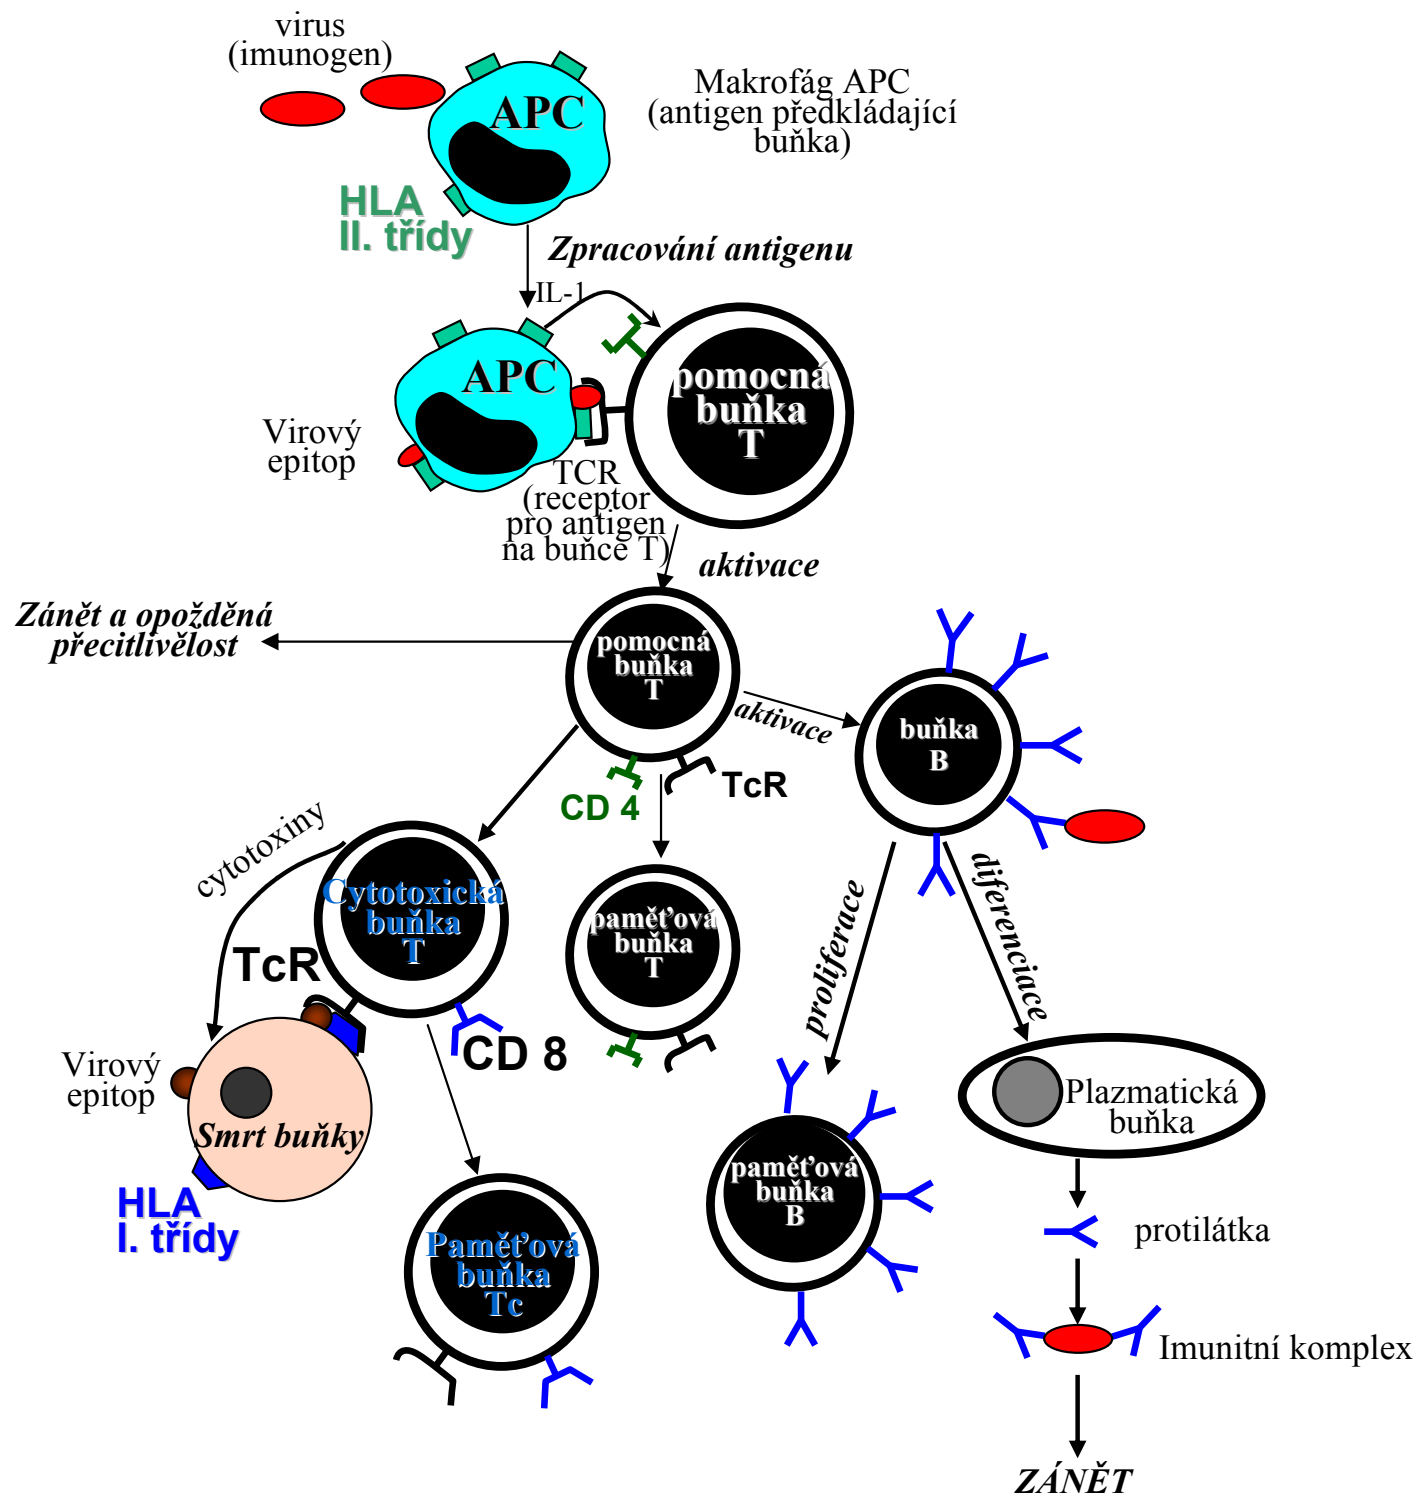 virus
(imunogen)
APC
Makrofág APC
(antigen předkládající
buňka)
HLA
II. třídy
Zpracování antigenu
IL-1
APC
pomocná
buňka
T
Virový
epitop
TCR
(receptor
pro antigen
na buňce T)
aktivace
Zánět a opožděná
přecitlivělost
pomocná
buňka
T
aktivace
buňka
B
CD 4
TcR
cytotoxiny
Cytotoxická
buňka
T
paměťová
buňka
T
proliferace
diferenciace
TcR
CD 8
Virový
epitop
Smrt buňky
HLA
I. třídy
Plazmatická
buňka
paměťová
buňka
B
protilátka
Paměťová
buňka
Tc
Imunitní komplex
ZÁNĚT